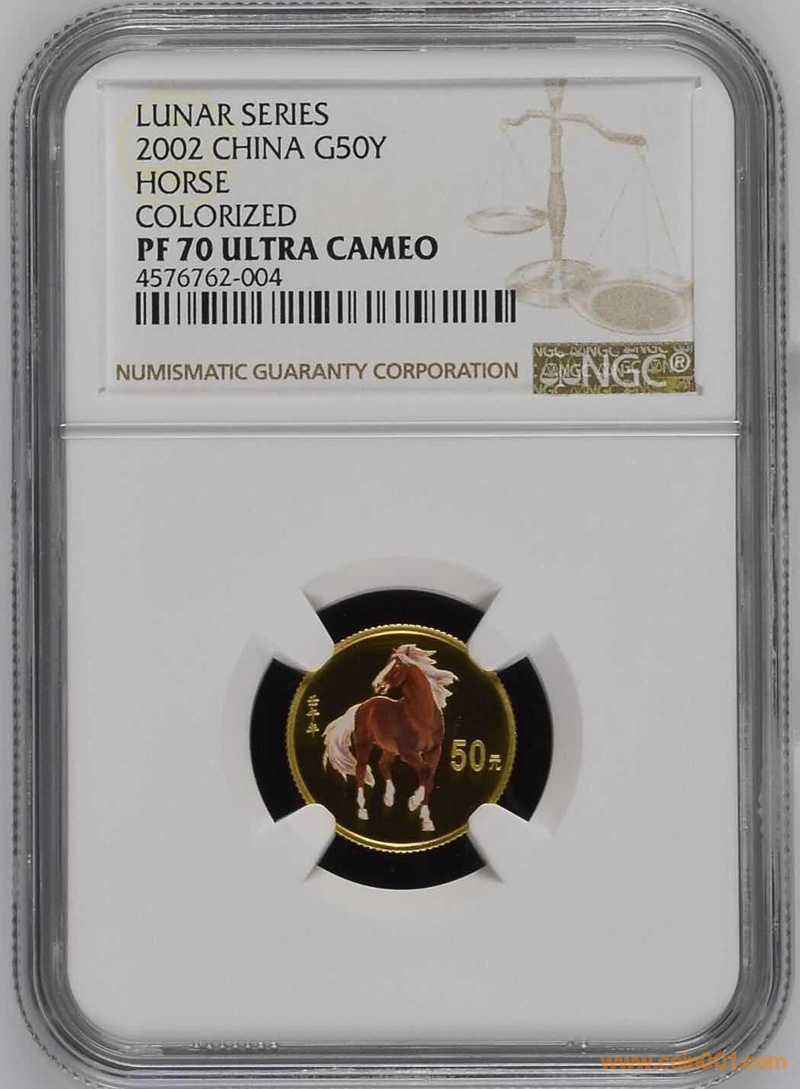 LUNAR SERIES
2002 CHINA G50Y
HORSE
COLORIZED
PF 70 ULTRA CAMEO
4576762-004
NUMISMATIC GUARANTY CORPORATION
NGC®
壬午年
50元
www.coin001.com